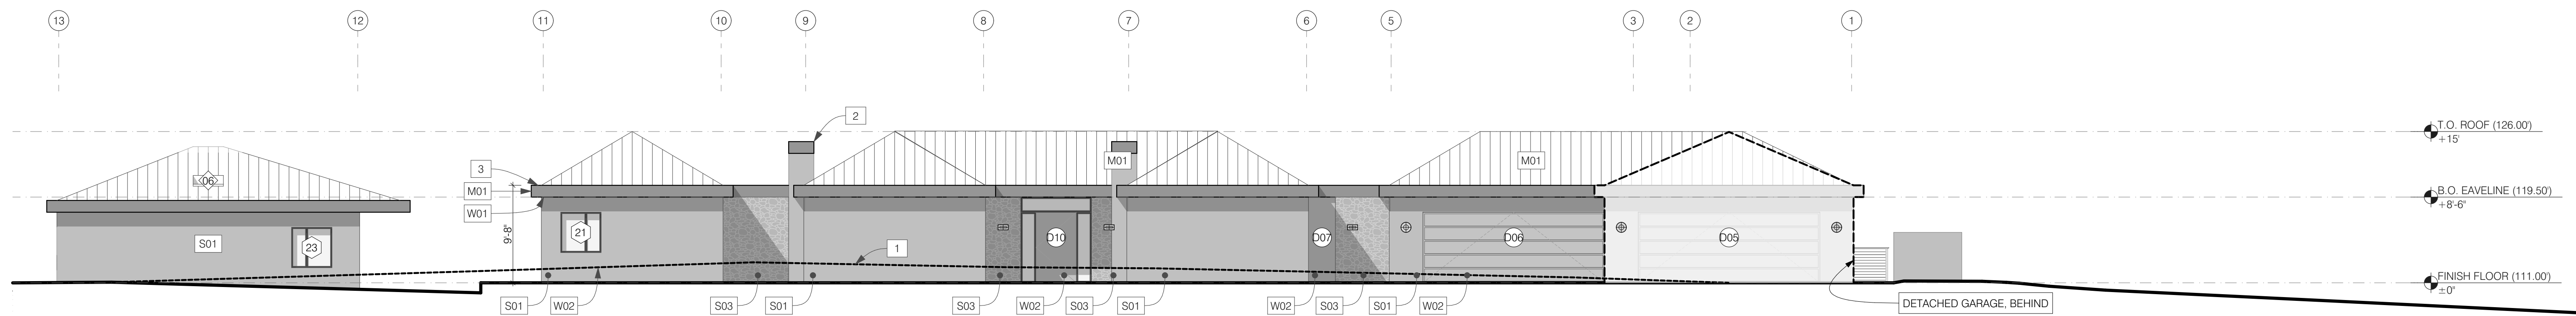 13 12 11 10 9 8 7 6 5 3 2 1
2
T.O. ROOF (126.00')
+15'
M01 M01
3
06
M01
B.O. EAVELINE (119.50')
+8'-6"
W01
9'-8"
21
D10 D07 D06 D05
S01 23
1
FINISH FLOOR (111.00')
±0"
S01 W02 S03 S01 S03 W02 S03 S01 W02 S03 S01 W02
DETACHED GARAGE, BEHIND